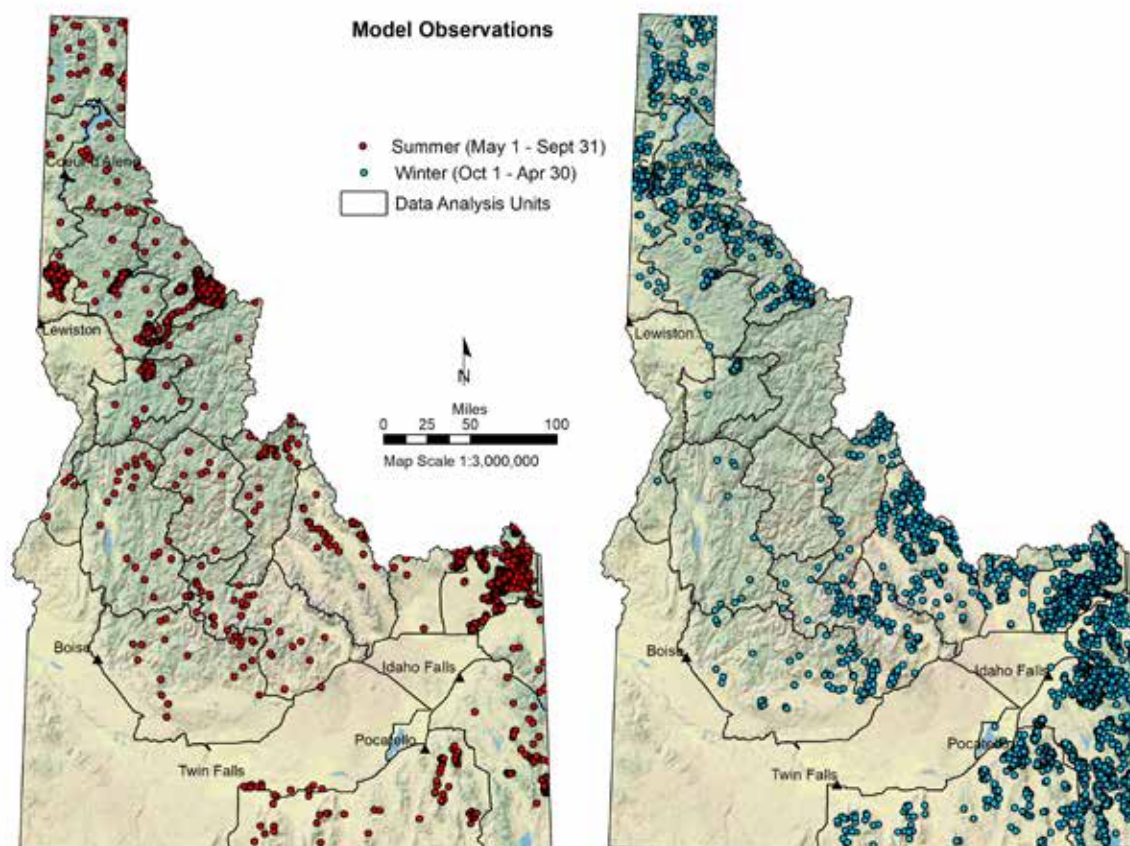 Model Observations
Summer (May 1 - Sept 31)
Winter (Oct 1 - Apr 30)
Data Analysis Units
Coeur d'Alene
Lewiston
N
Miles
0 25 50 100
Map Scale 1:3,000,000
Boise
Idaho Falls
Pocatello
Twin Falls
Lewiston
Boise
Idaho Falls
Pocatello
Twin Falls